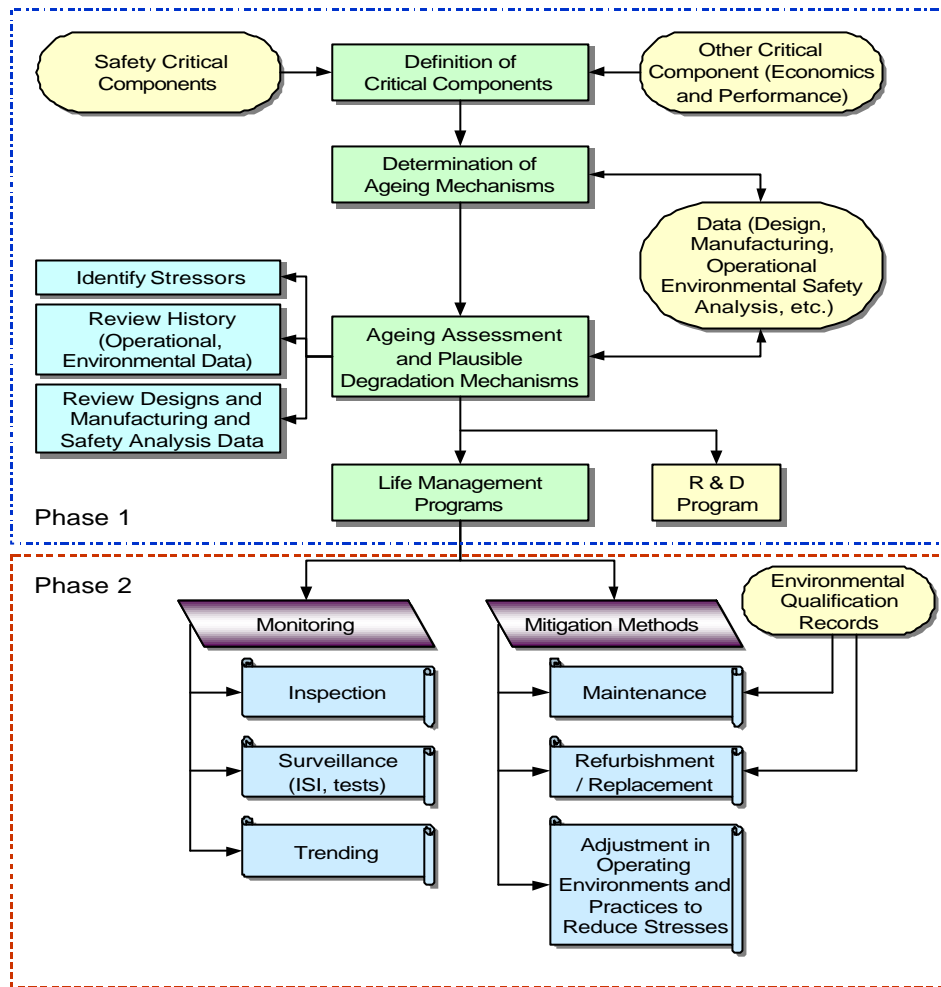 Safety Critical
Components
Definition of
Critical Components
Other Critical
Component (Economics
and Performance)
Determination of
Ageing Mechanisms
Data (Design,
Manufacturing,
Operational
Environmental Safety
Analysis, etc.)
Identify Stressors
Review History
(Operational,
Environmental Data)
Review Designs and
Manufacturing and
Safety Analysis Data
Ageing Assessment
and Plausible
Degradation Mechanisms
Life Management
Programs
R & D
Program
Phase 1
Phase 2
Monitoring
Inspection
Surveillance
(ISI, tests)
Trending
Mitigation Methods
Maintenance
Refurbishment
/ Replacement
Adjustment in
Operating
Environments and
Practices to
Reduce Stresses
Environmental
Qualification
Records